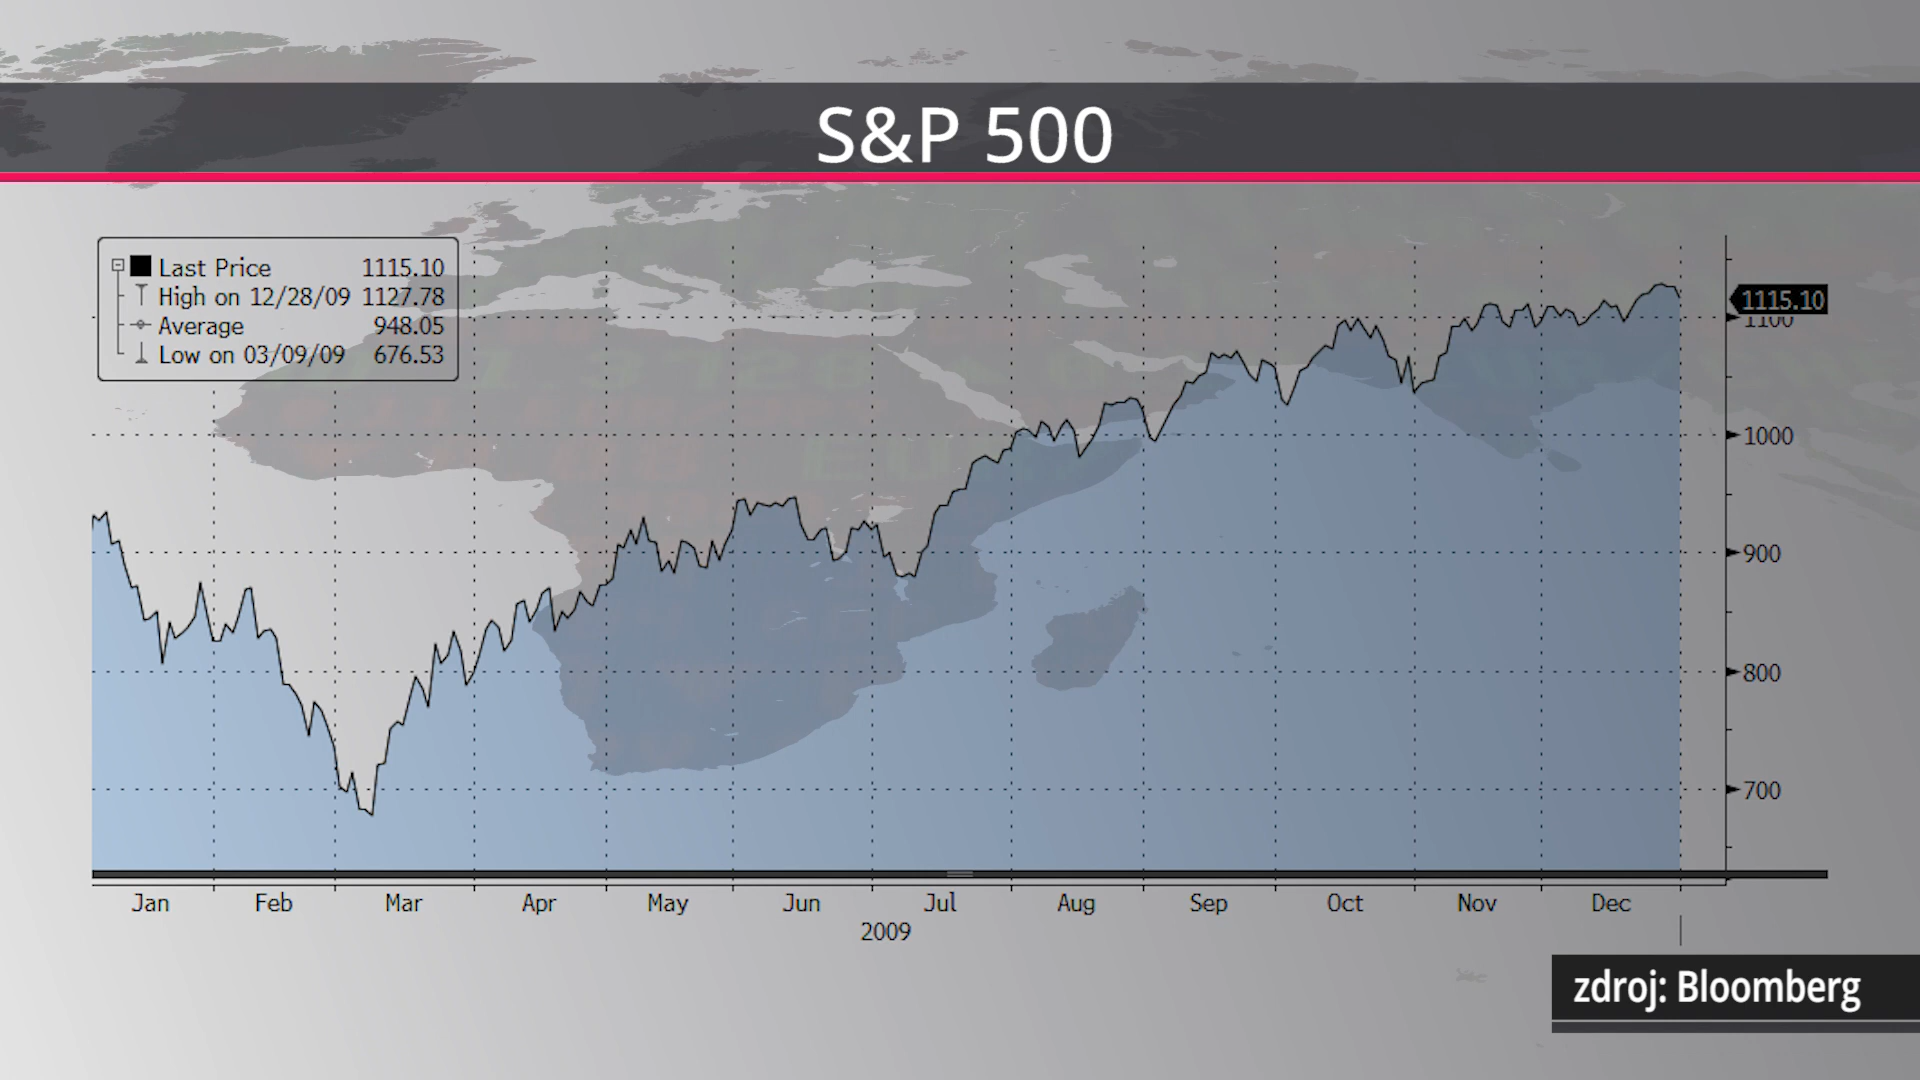 S&P 500
Last Price 1115.10
High on 12/28/09 1127.78
Average 948.05
Low on 03/09/09 676.53
1115.10
1100
1000
900
800
700
Jan Feb Mar Apr May Jun Jul Aug Sep Oct Nov Dec
2009
zdroj: Bloomberg